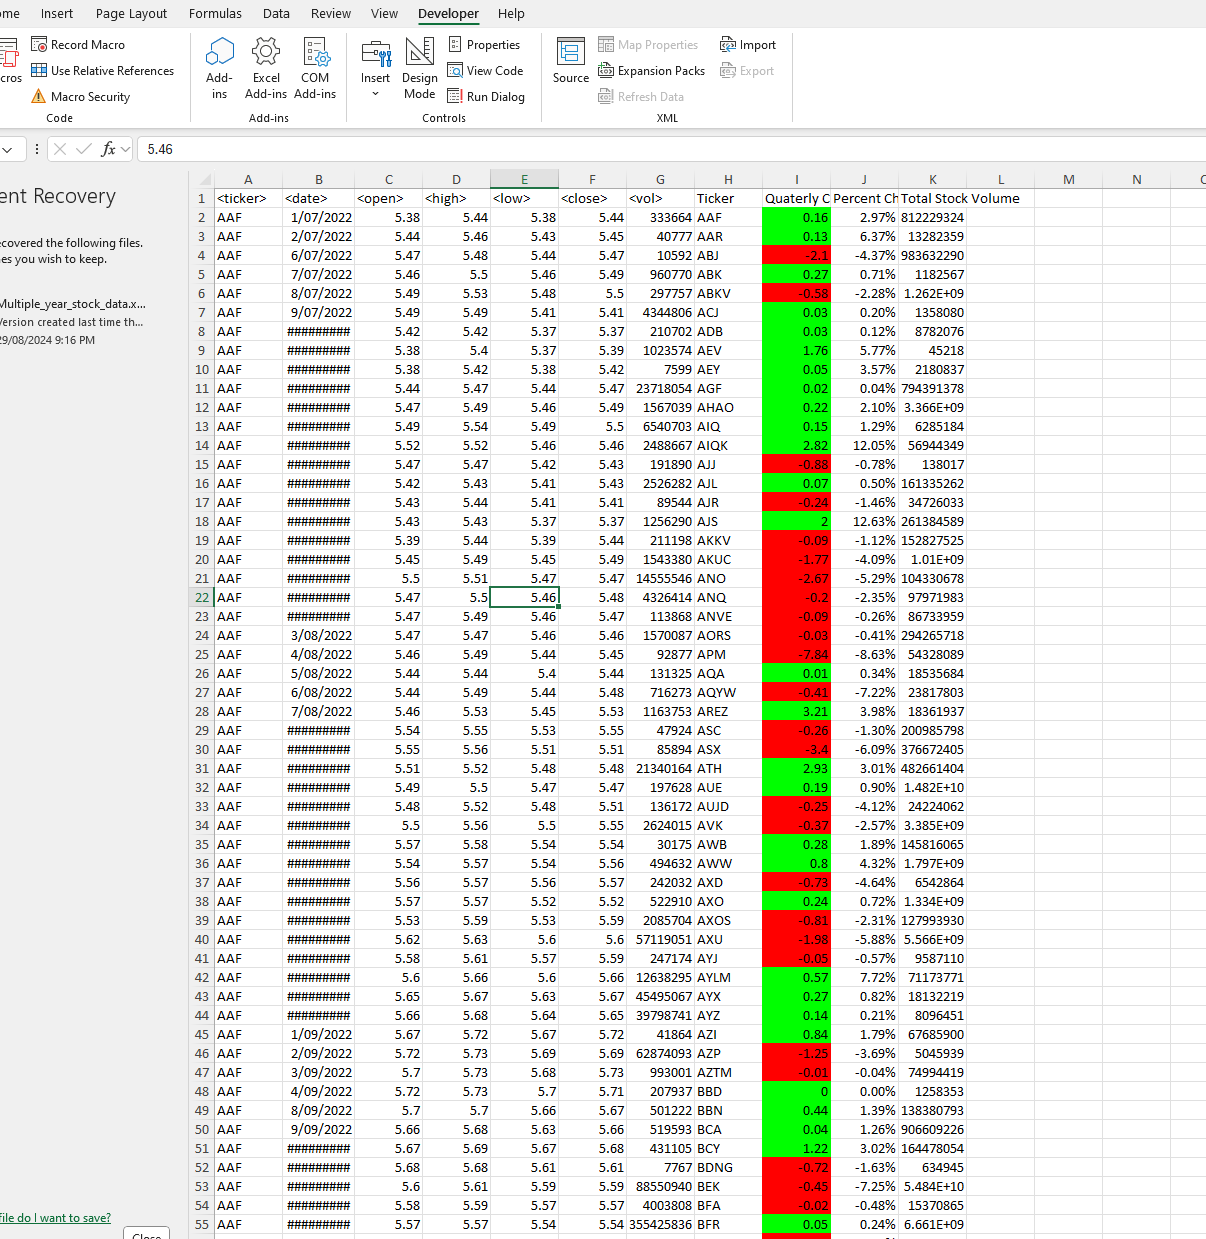 ome Insert Page Layout Formulas Data Review View Developer Help
Record Macro
Use Relative References
Macro Security
cros
Code
Add-ins
Excel Add-ins
COM Add-ins
Add-ins
Insert
Design Mode
Properties
View Code
Run Dialog
Controls
Source
Map Properties
Expansion Packs
Refresh Data
Import
Export
XML
fx 5.46
ent Recovery
ecovered the following files.
es you wish to keep.
Multiple_year_stock_data.x...
Version created last time th...
29/08/2024 9:16 PM
file do I want to save?
Close
A B C D E F G H I J K L M N
1 <ticker> <date> <open> <high> <low> <close> <vol> Ticker Quaterly C Percent Ch Total Stock Volume
2 AAF 1/07/2022 5.38 5.44 5.38 5.44 333664 AAF 0.16 2.97% 812229324
3 AAF 2/07/2022 5.44 5.46 5.43 5.45 40777 AAR 0.13 6.37% 13282359
4 AAF 6/07/2022 5.47 5.48 5.44 5.47 10592 ABJ -2.1 -4.37% 983632290
5 AAF 7/07/2022 5.46 5.5 5.46 5.49 960770 ABK 0.27 0.71% 1182567
6 AAF 8/07/2022 5.49 5.53 5.48 5.5 297757 ABKV -0.58 -2.28% 1.262E+09
7 AAF 9/07/2022 5.49 5.49 5.41 5.41 4344806 ACJ 0.03 0.20% 1358080
8 AAF ######### 5.42 5.42 5.37 5.37 210702 ADB 0.03 0.12% 8782076
9 AAF ######### 5.38 5.4 5.37 5.39 1023574 AEV 1.76 5.77% 45218
10 AAF ######### 5.38 5.42 5.38 5.42 7599 AEY 0.05 3.57% 2180837
11 AAF ######### 5.44 5.47 5.44 5.47 23718054 AGF 0.02 0.04% 794391378
12 AAF ######### 5.47 5.49 5.46 5.49 1567039 AHAO 0.22 2.10% 3.366E+09
13 AAF ######### 5.49 5.54 5.49 5.5 6540703 AIQ 0.15 1.29% 6285184
14 AAF ######### 5.52 5.52 5.46 5.46 2488667 AIQK 2.82 12.05% 56944349
15 AAF ######### 5.47 5.47 5.42 5.43 191890 AJJ -0.88 -0.78% 138017
16 AAF ######### 5.42 5.43 5.41 5.43 2526282 AJL 0.07 0.50% 161335262
17 AAF ######### 5.43 5.44 5.41 5.41 89544 AJR -0.24 -1.46% 34726033
18 AAF ######### 5.43 5.43 5.37 5.37 1256290 AJS 2 12.63% 261384589
19 AAF ######### 5.39 5.44 5.39 5.44 211198 AKKV -0.09 -1.12% 152827525
20 AAF ######### 5.45 5.49 5.45 5.49 1543380 AKUC -1.77 -4.09% 1.01E+09
21 AAF ######### 5.5 5.51 5.47 5.47 14555546 ANO -2.67 -5.29% 104330678
22 AAF ######### 5.47 5.5 5.46 5.48 4326414 ANQ -0.2 -2.35% 97971983
23 AAF ######### 5.47 5.49 5.46 5.47 113868 ANVE -0.09 -0.26% 86733959
24 AAF 3/08/2022 5.47 5.47 5.46 5.46 1570087 AORS -0.03 -0.41% 294265718
25 AAF 4/08/2022 5.46 5.49 5.44 5.45 92877 APM -7.84 -8.63% 54328089
26 AAF 5/08/2022 5.44 5.44 5.4 5.44 131325 AQA 0.01 0.34% 18535684
27 AAF 6/08/2022 5.44 5.49 5.44 5.48 716273 AQYW -0.41 -7.22% 23817803
28 AAF 7/08/2022 5.46 5.53 5.45 5.53 1163753 AREZ 3.21 3.98% 18361937
29 AAF ######### 5.54 5.55 5.53 5.55 47924 ASC -0.26 -1.30% 200985798
30 AAF ######### 5.55 5.56 5.51 5.51 85894 ASX -3.4 -6.09% 376672405
31 AAF ######### 5.51 5.52 5.48 5.48 21340164 ATH 2.93 3.01% 482661404
32 AAF ######### 5.49 5.5 5.47 5.47 197628 AUE 0.19 0.90% 1.482E+10
33 AAF ######### 5.48 5.52 5.48 5.51 136172 AUJD -0.25 -4.12% 24224062
34 AAF ######### 5.5 5.56 5.5 5.55 2624015 AVK -0.37 -2.57% 3.385E+09
35 AAF ######### 5.57 5.58 5.54 5.54 30175 AWB 0.28 1.89% 145816065
36 AAF ######### 5.54 5.57 5.54 5.56 494632 AWW 0.8 4.32% 1.797E+09
37 AAF ######### 5.56 5.57 5.56 5.57 242032 AXD -0.73 -4.64% 6542864
38 AAF ######### 5.57 5.57 5.52 5.52 522910 AXO 0.24 0.72% 1.334E+09
39 AAF ######### 5.53 5.59 5.53 5.59 2085704 AXOS -0.81 -2.31% 127993930
40 AAF ######### 5.62 5.63 5.6 5.6 57119051 AXU -1.98 -5.88% 5.566E+09
41 AAF ######### 5.58 5.61 5.57 5.59 247174 AYJ -0.05 -0.57% 9587110
42 AAF ######### 5.6 5.66 5.6 5.66 12638295 AYLM 0.57 7.72% 71173771
43 AAF ######### 5.65 5.67 5.63 5.67 45495067 AYX 0.27 0.82% 18132219
44 AAF ######### 5.66 5.68 5.64 5.65 39798741 AYZ 0.14 0.21% 8096451
45 AAF 1/09/2022 5.67 5.72 5.67 5.72 41864 AZI 0.84 1.79% 67685900
46 AAF 2/09/2022 5.72 5.73 5.69 5.69 62874093 AZP -1.25 -3.69% 5045939
47 AAF 3/09/2022 5.7 5.73 5.68 5.73 993001 AZTM -0.01 -0.04% 74994419
48 AAF 4/09/2022 5.72 5.73 5.7 5.71 207937 BBD 0 0.00% 1258353
49 AAF 8/09/2022 5.7 5.7 5.66 5.67 501222 BBN 0.44 1.39% 138380793
50 AAF 9/09/2022 5.66 5.68 5.63 5.66 519593 BCA 0.04 1.26% 906609226
51 AAF ######### 5.67 5.69 5.67 5.68 431105 BCY 1.22 3.02% 164478054
52 AAF ######### 5.68 5.68 5.61 5.61 7767 BDNG -0.72 -1.63% 634945
53 AAF ######### 5.6 5.61 5.59 5.59 88550940 BEK -0.45 -7.25% 5.484E+10
54 AAF ######### 5.58 5.59 5.57 5.57 4003808 BFA -0.02 -0.48% 15370865
55 AAF ######### 5.57 5.57 5.54 5.54 355425836 BFR 0.05 0.24% 6.661E+09